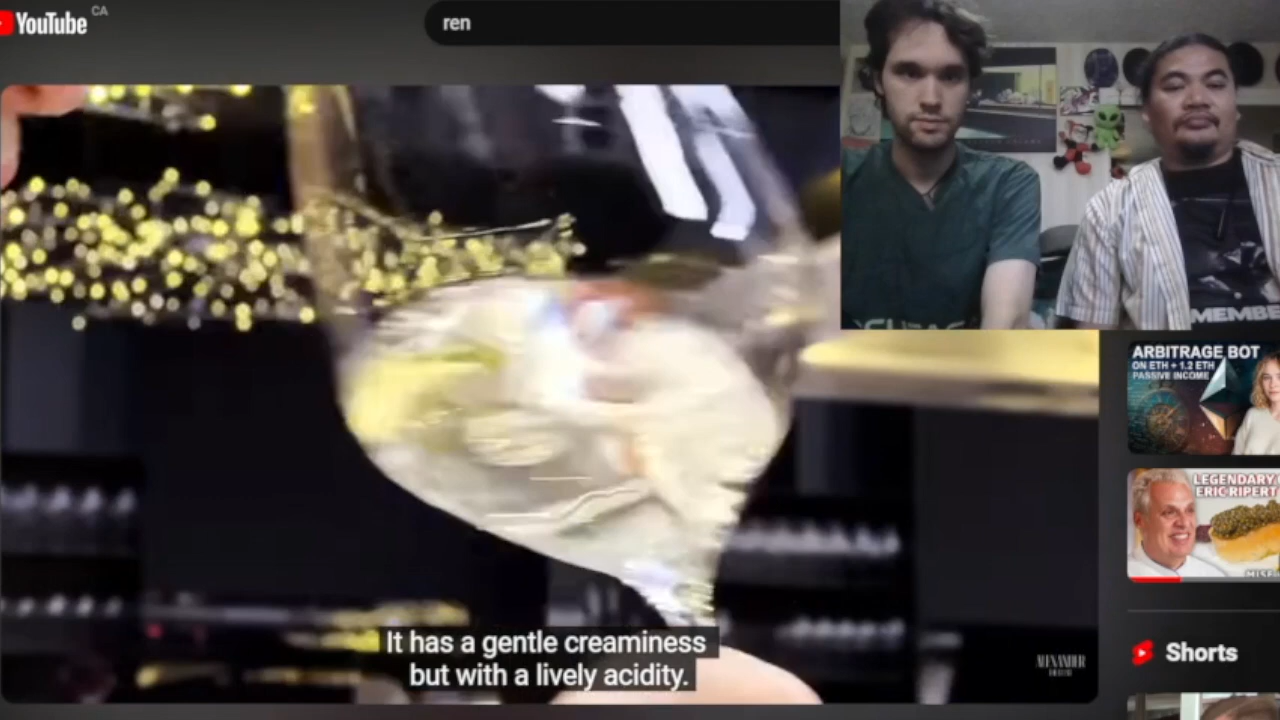 YouTube CA
ren
ARBITRAGE BOT
ON ETH + 1.2 ETH
PASSIVE INCOME
LEGENDARY
ERIC RIPERT
It has a gentle creaminess
but with a lively acidity.
ALEXANDER
Shorts